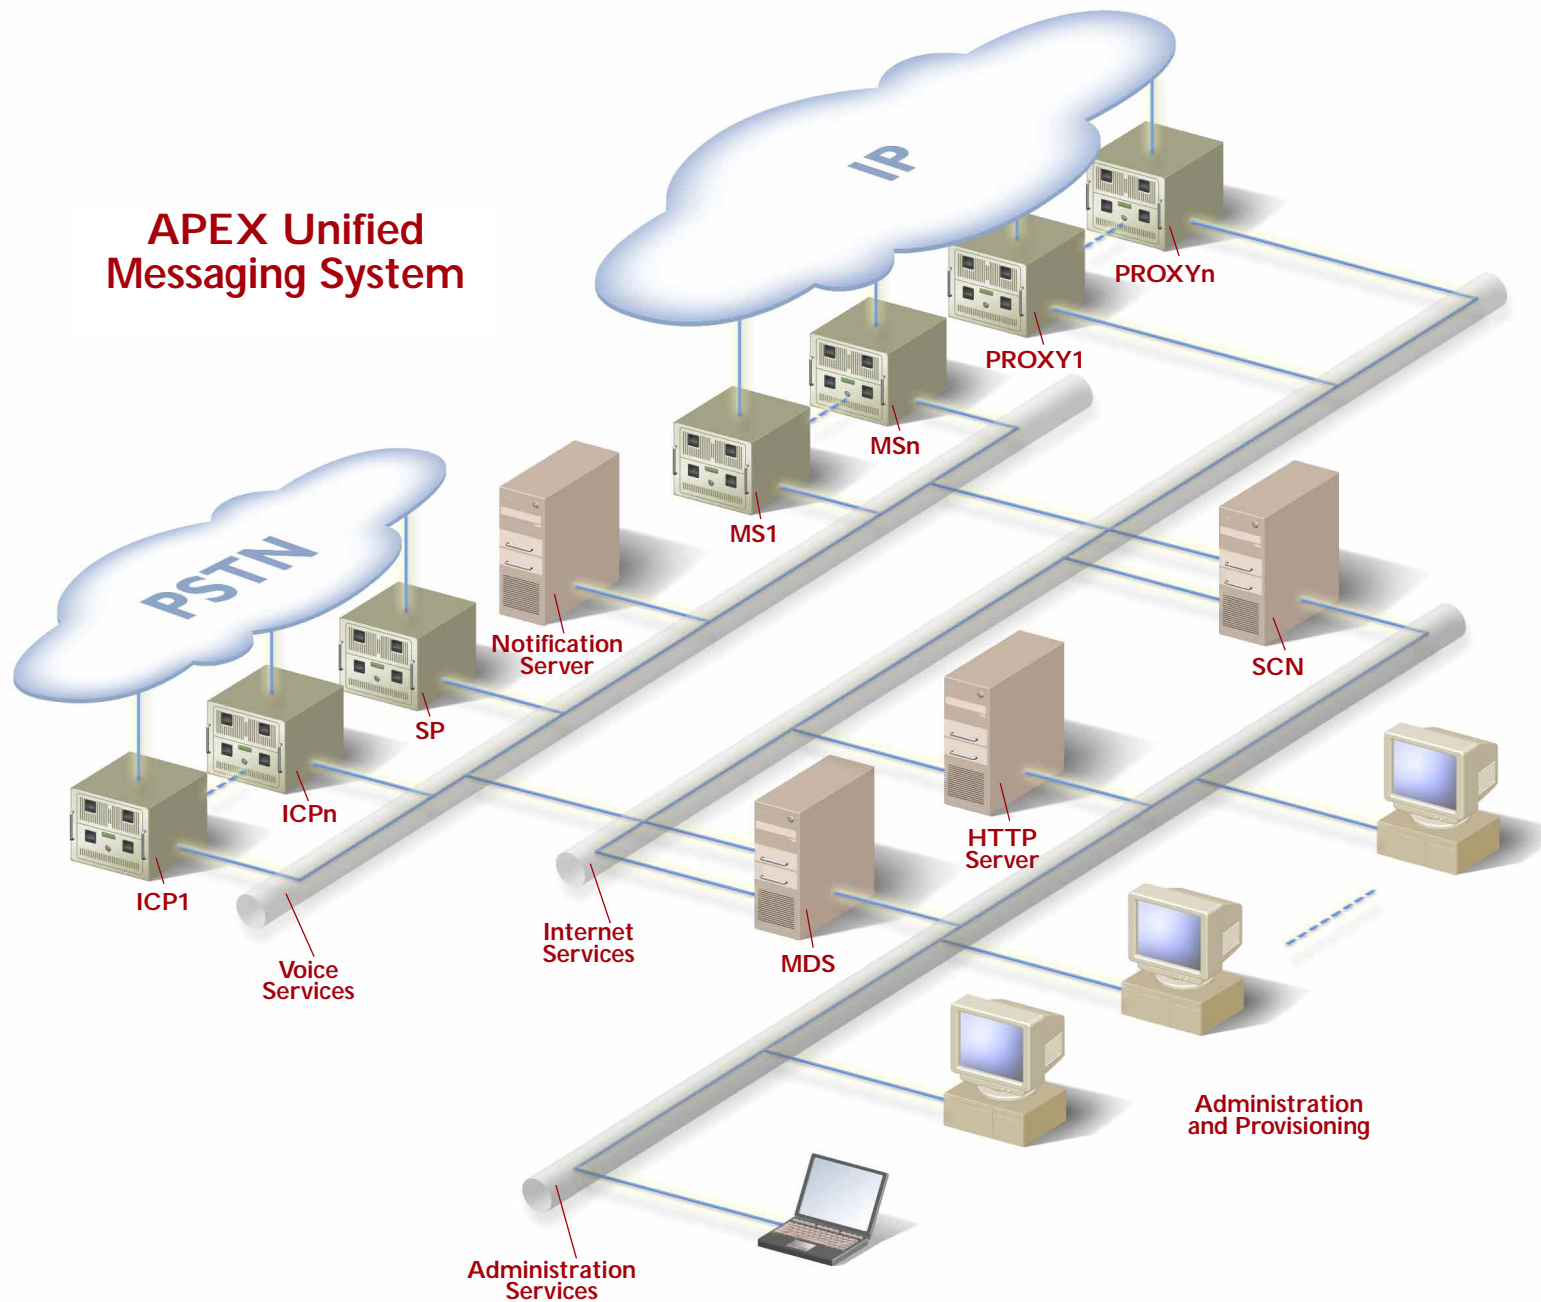 APEX Unified
Messaging System
IP
PROXYn
PROXY1
MSn
MS1
PSTN
Notification
Server
SCN
SP
ICPn
ICP1
HTTP
Server
Internet
Services
MDS
Voice
Services
Administration
and Provisioning
Administration
Services